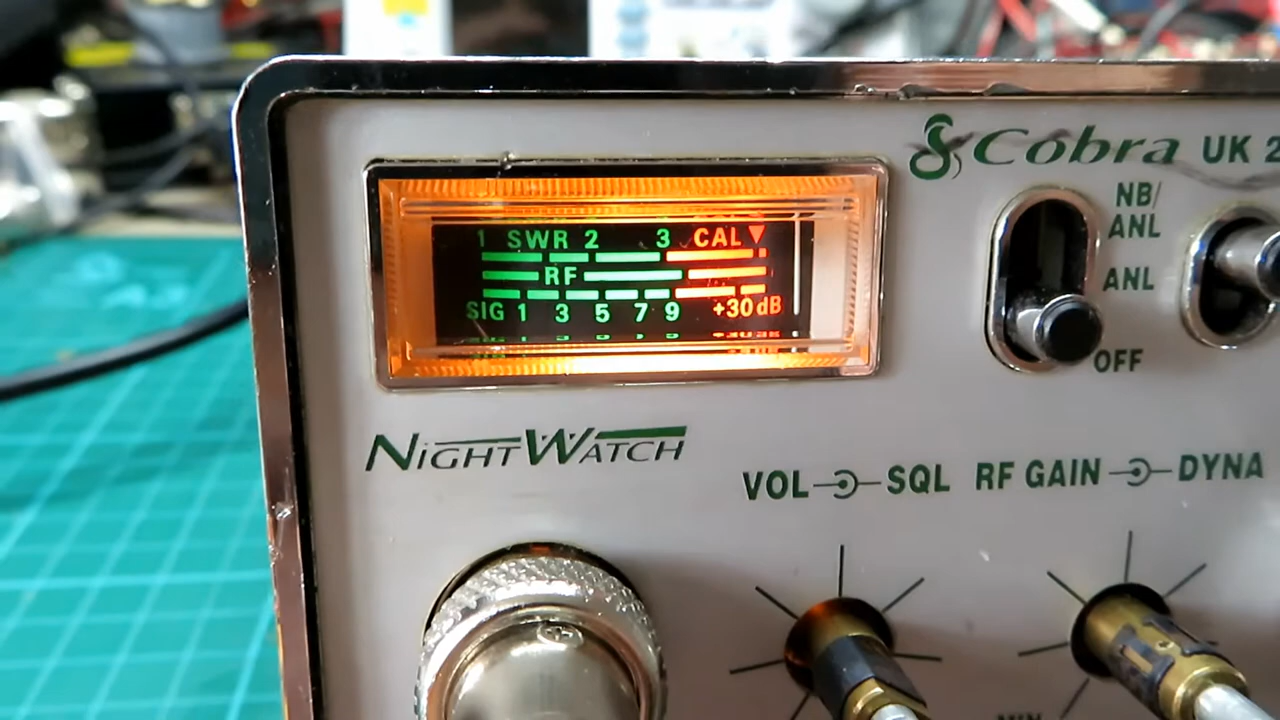 Cobra UK 2
1 SWR 2 3 CAL
RF
SIG 1 3 5 7 9 +30dB
NB/
ANL
ANL
OFF
NIGHTWATCH
VOL SQL RF GAIN DYNA